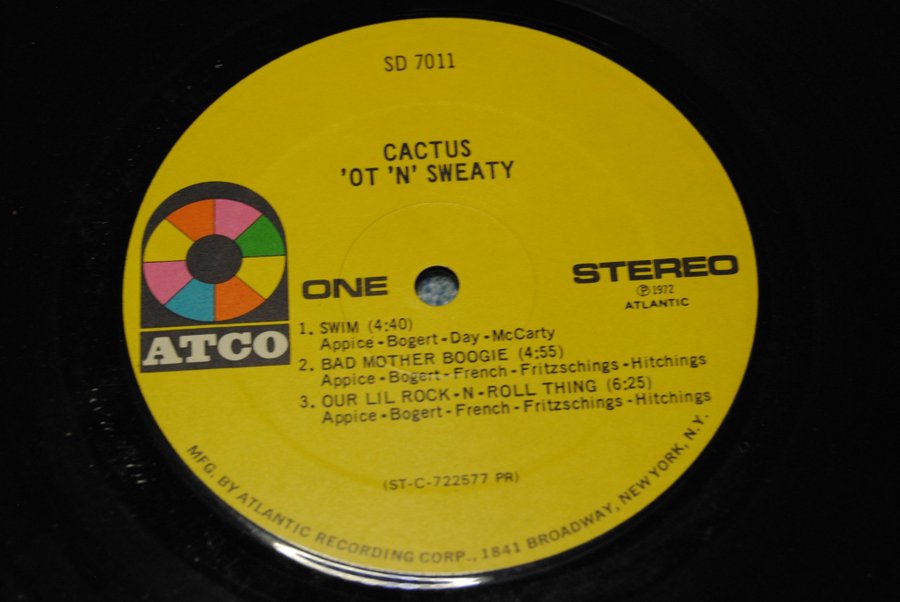 SD 7011
CACTUS
'OT 'N' SWEATY
ONE
STEREO
Ⓟ1972
ATLANTIC
ATCO
1. SWIM (4:40)
Appice-Bogert-Day-McCarty
2. BAD MOTHER BOOGIE (4:55)
Appice-Bogert-French-Fritzschings-Hitchings
3. OUR LIL ROCK-N-ROLL THING (6:25)
Appice-Bogert-French-Fritzschings-Hitchings
(ST-C-722577 PR)
MFG. BY ATLANTIC RECORDING CORP., 1841 BROADWAY, NEW YORK, N.Y.